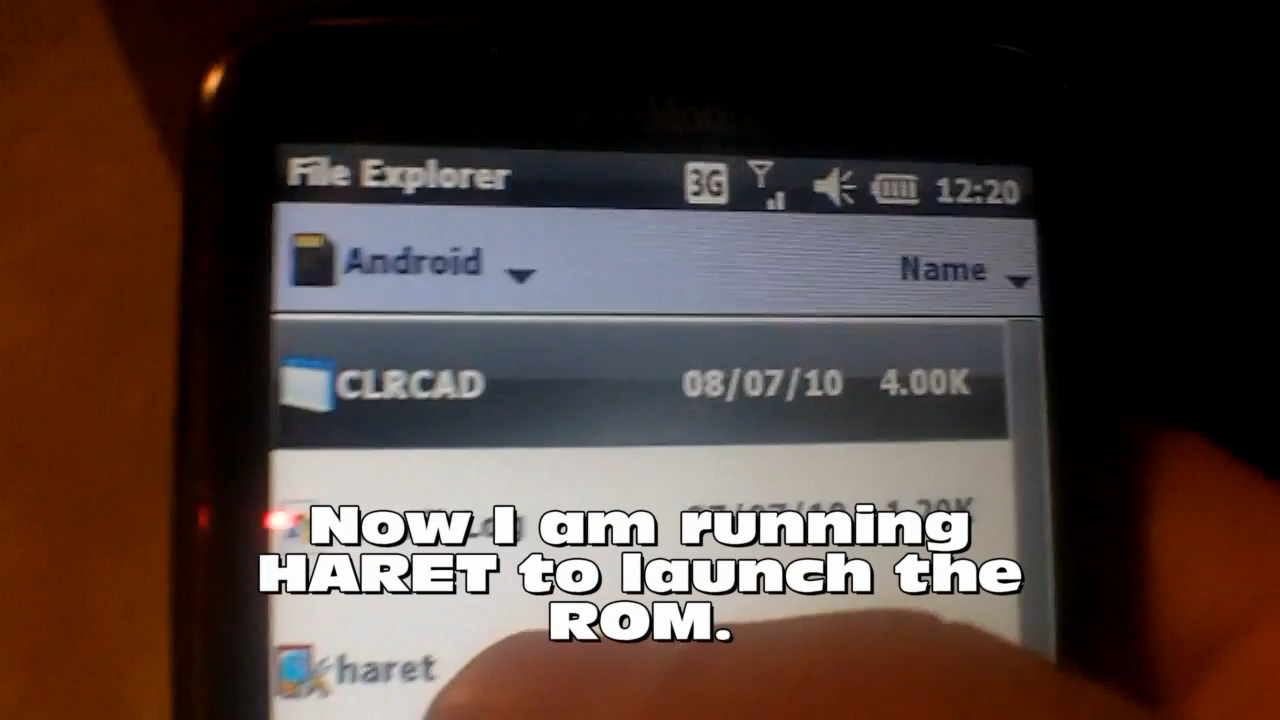 File Explorer 3G 12:20
Android Name
CLRCAD 08/07/10 4.00K
Now I am running
HARET to launch the
ROM.
haret